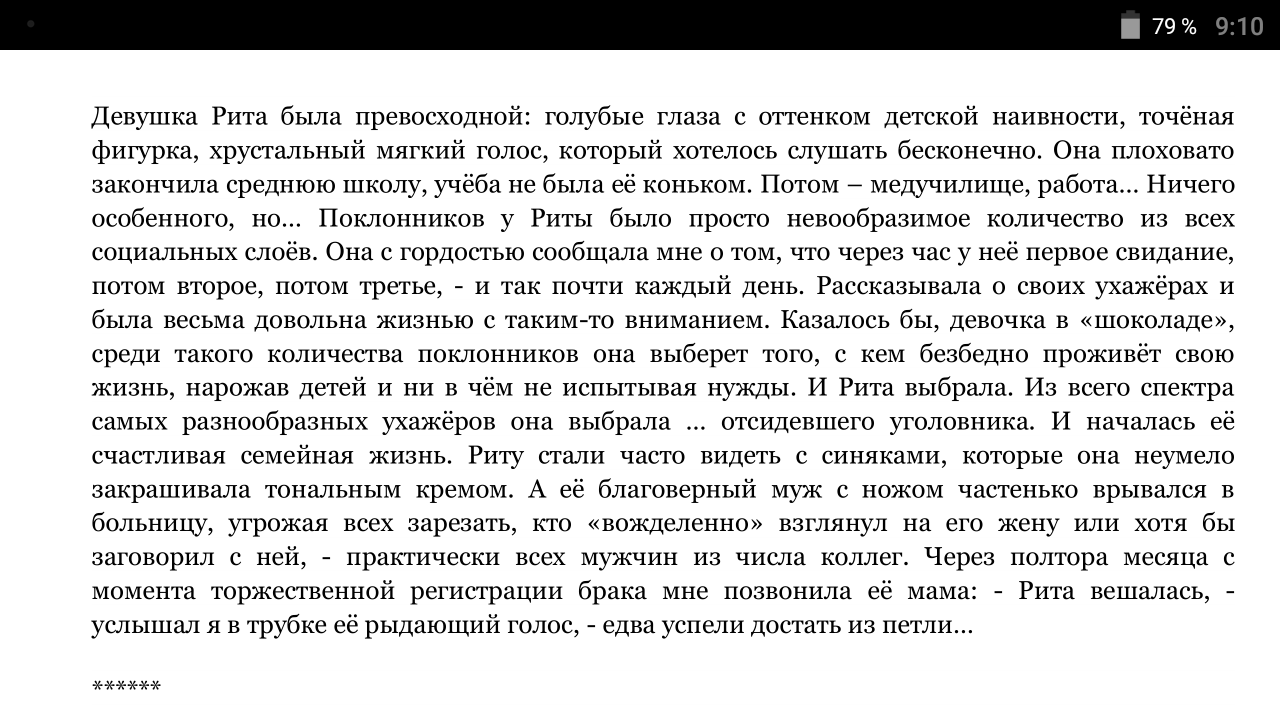 79 % 9:10
Девушка Рита была превосходной: голубые глаза с оттенком детской наивности, точёная
фигурка, хрустальный мягкий голос, который хотелось слушать бесконечно. Она плоховато
закончила среднюю школу, учёба не была её коньком. Потом – медучилище, работа... Ничего
особенного, но... Поклонников у Риты было просто невообразимое количество из всех
социальных слоёв. Она с гордостью сообщала мне о том, что через час у неё первое свидание,
потом второе, потом третье, - и так почти каждый день. Рассказывала о своих ухажёрах и
была весьма довольна жизнью с таким-то вниманием. Казалось бы, девочка в «шоколаде»,
среди такого количества поклонников она выберет того, с кем безбедно проживёт свою
жизнь, нарожав детей и ни в чём не испытывая нужды. И Рита выбрала. Из всего спектра
самых разнообразных ухажёров она выбрала ... отсидевшего уголовника. И началась её
счастливая семейная жизнь. Риту стали часто видеть с синяками, которые она неумело
закрашивала тональным кремом. А её благоверный муж с ножом частенько врывался в
больницу, угрожая всех зарезать, кто «вожделенно» взглянул на его жену или хотя бы
заговорил с ней, - практически всех мужчин из числа коллег. Через полтора месяца с
момента торжественной регистрации брака мне позвонила её мама: - Рита вешалась, -
услышал я в трубке её рыдающий голос, - едва успели достать из петли...
******